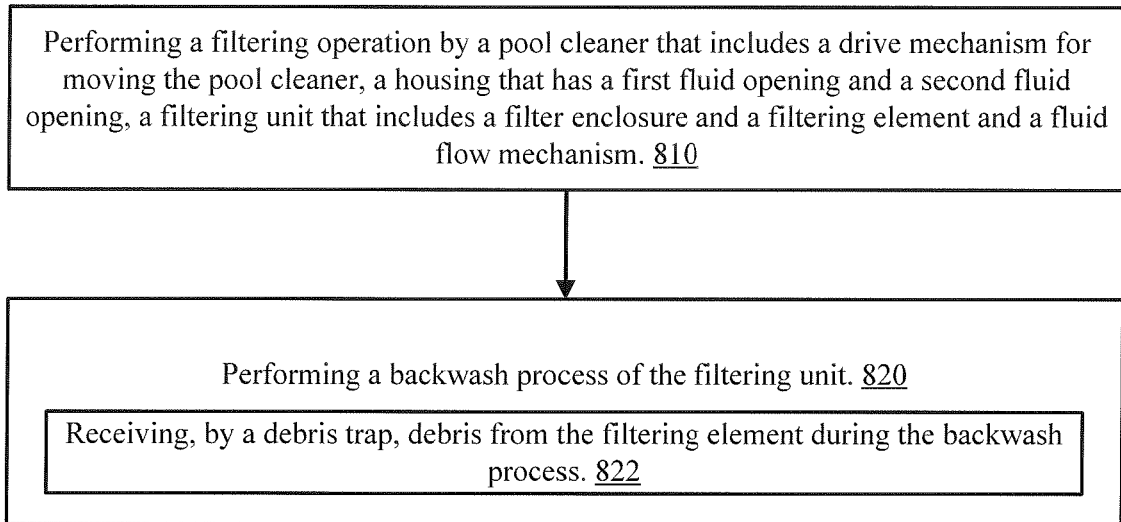 Performing a filtering operation by a pool cleaner that includes a drive mechanism for
moving the pool cleaner, a housing that has a first fluid opening and a second fluid
opening, a filtering unit that includes a filter enclosure and a filtering element and a fluid
flow mechanism. 810
Performing a backwash process of the filtering unit. 820
Receiving, by a debris trap, debris from the filtering element during the backwash
process. 822